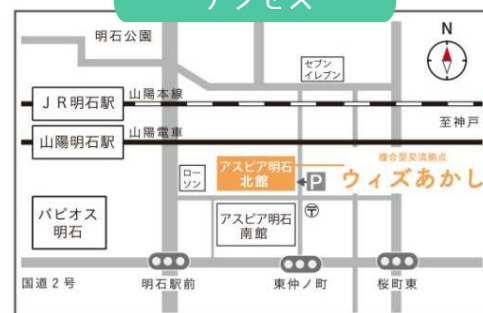 アクセス
明石公園
N
セブン
イレブン
JR明石駅
山陽本線
至神戸
山陽明石駅
山陽電車
複合型交流拠点
ウィズあかし
アスピア明石
北館
P
ロー
ソン
パピオス
明石
アスピア明石
南館
〒
国道2号
明石駅前
東仲ノ町
桜町東